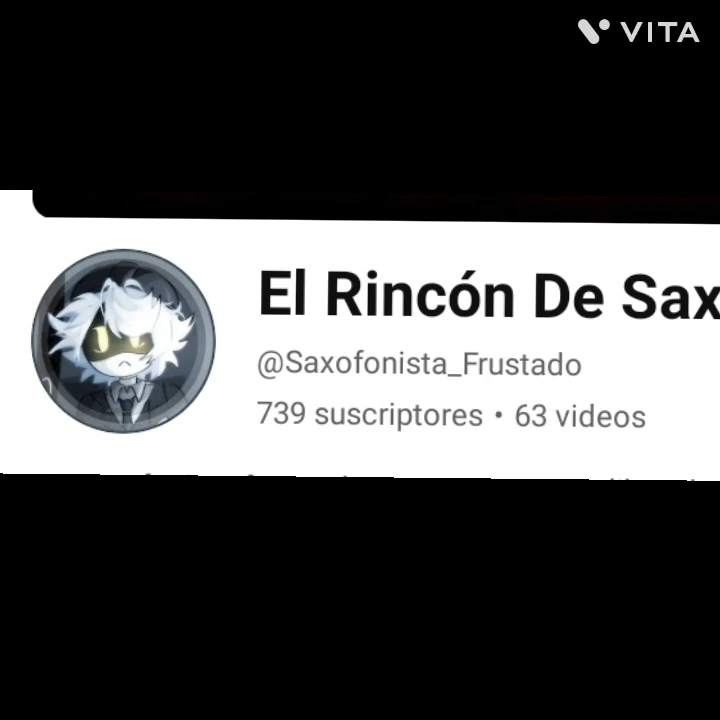 VITA
El Rincón De Sax
@Saxofonista_Frustado
739 suscriptores • 63 videos